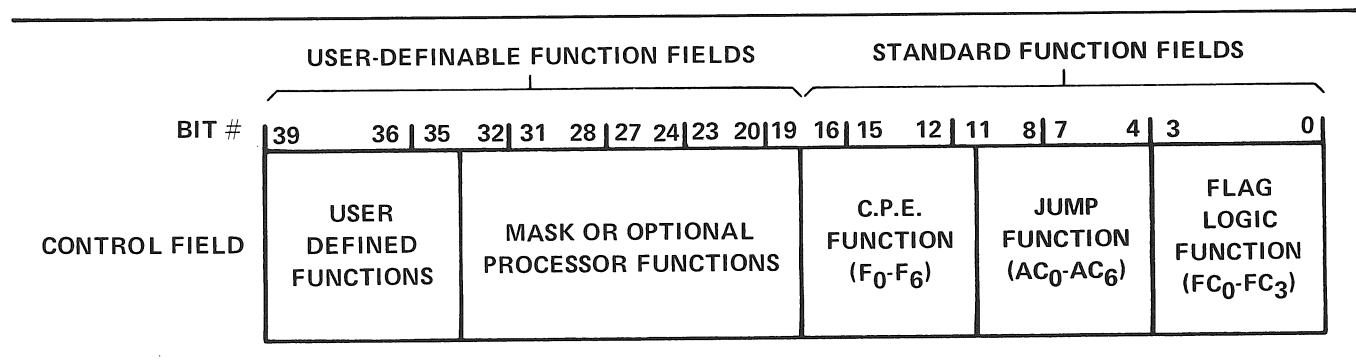 USER-DEFINABLE FUNCTION FIELDS STANDARD FUNCTION FIELDS
BIT # 39 36 35 32 31 28 27 24 23 20 19 16 15 12 11 8 7 4 3 0
CONTROL FIELD
USER
DEFINED
FUNCTIONS
MASK OR OPTIONAL
PROCESSOR FUNCTIONS
C.P.E.
FUNCTION
(F0-F6)
JUMP
FUNCTION
(AC0-AC6)
FLAG
LOGIC
FUNCTION
(FC0-FC3)